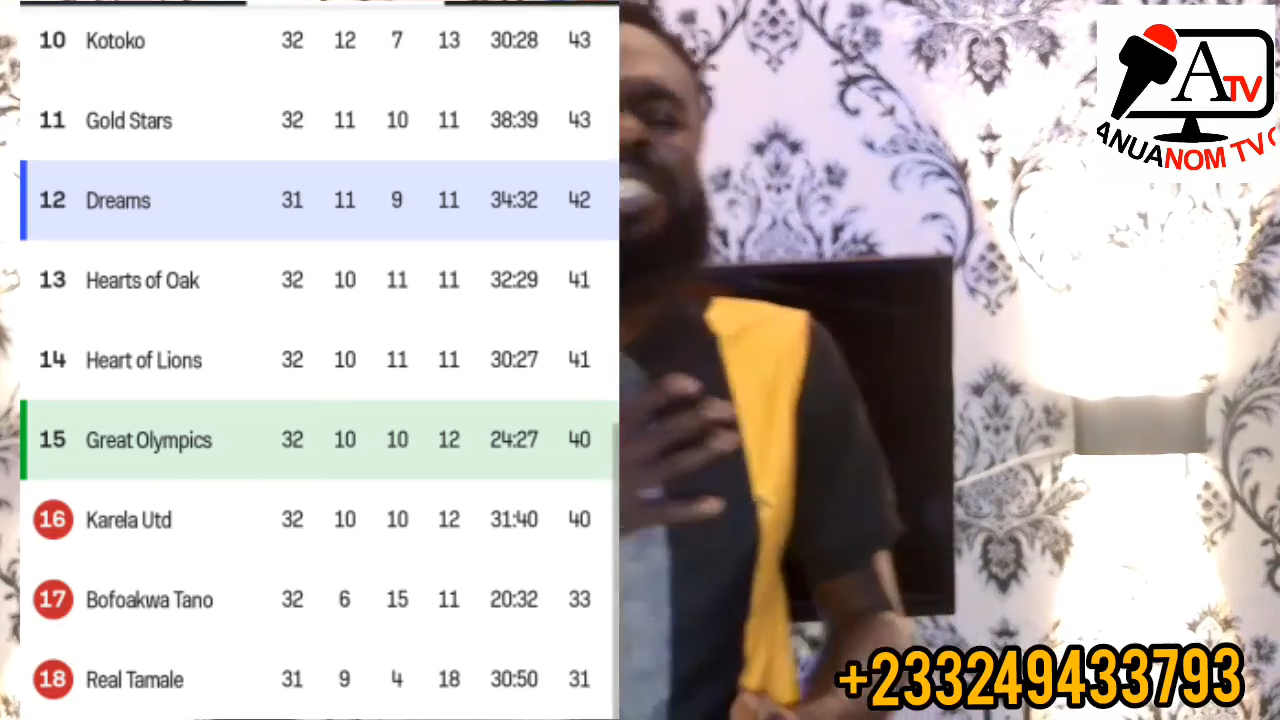 10 Kotoko 32 12 7 13 30:28 43
11 Gold Stars 32 11 10 11 38:39 43
12 Dreams 31 11 9 11 34:32 42
13 Hearts of Oak 32 10 11 11 32:29 41
14 Heart of Lions 32 10 11 11 30:27 41
15 Great Olympics 32 10 10 12 24:27 40
16 Karela Utd 32 10 10 12 31:40 40
17 Bofoakwa Tano 32 6 15 11 20:32 33
18 Real Tamale 31 9 4 18 30:50 31
A TV
ANUANOM TV
+233249433793